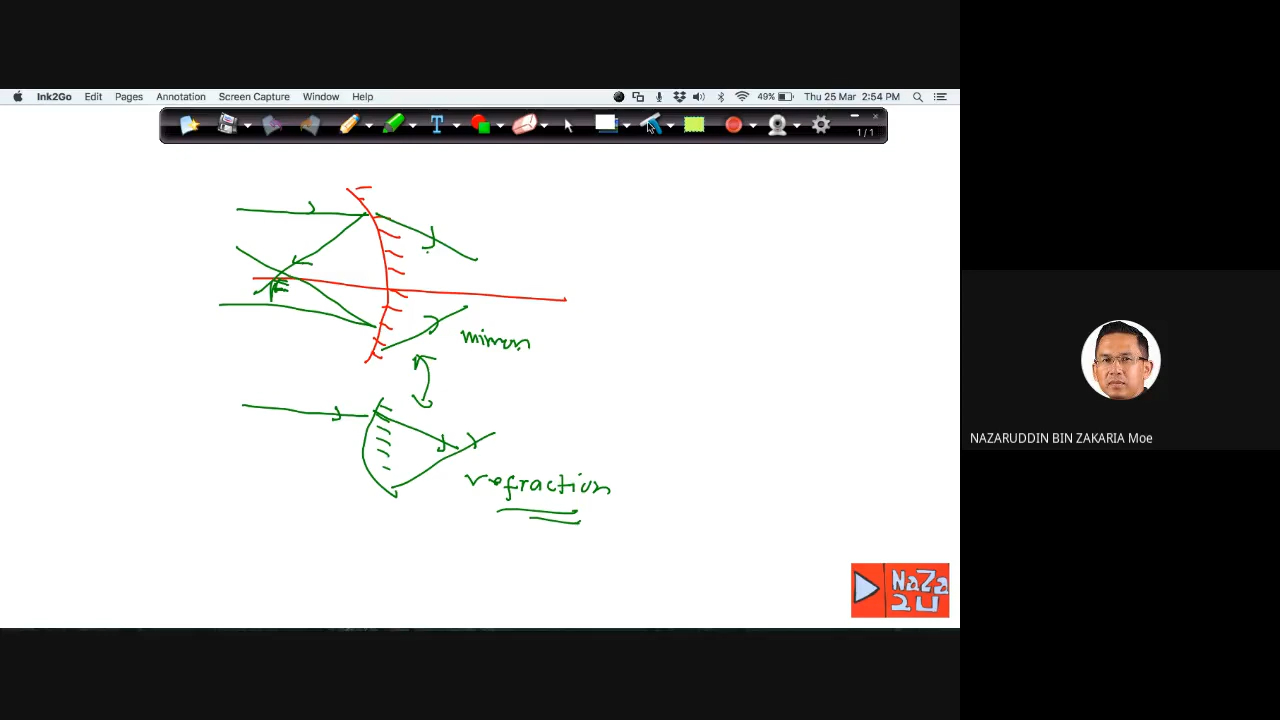 Ink2Go Edit Pages Annotation Screen Capture Window Help 49% Thu 25 Mar 2:54 PM
T
1/1
mirror
refraction
NAZARUDDIN BIN ZAKARIA Moe
NaZa
2U